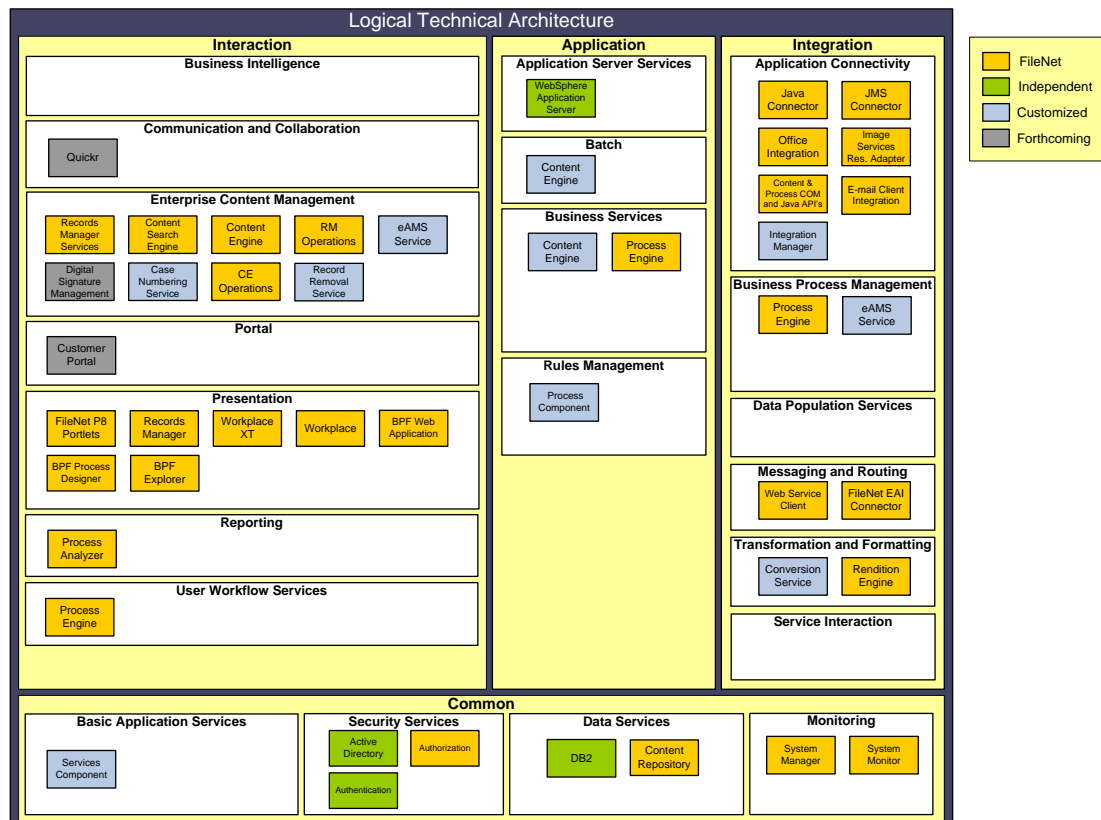 Logical Technical Architecture
Interaction
Business Intelligence
Communication and Collaboration
Quickr
Enterprise Content Management
Records
Manager
Services
Content
Search
Engine
Content
Engine
RM
Operations
eAMS
Service
Digital
Signature
Management
Case
Numbering
Service
CE
Operations
Record
Removal
Service
Portal
Customer
Portal
Presentation
FileNet P8
Portlets
Records
Manager
Workplace
XT
Workplace
BPF Web
Application
BPF Process
Designer
BPF
Explorer
Reporting
Process
Analyzer
User Workflow Services
Process
Engine
Application
Application Server Services
WebSphere
Application
Server
Batch
Content
Engine
Business Services
Content
Engine
Process
Engine
Rules Management
Process
Component
Integration
Application Connectivity
Java
Connector
JMS
Connector
Office
Integration
Image
Services
Res. Adapter
Content &
Process COM
and Java API's
E-mail Client
Integration
Integration
Manager
Business Process Management
Process
Engine
eAMS
Service
Data Population Services
Messaging and Routing
Web Service
Client
FileNet EAI
Connector
Transformation and Formatting
Conversion
Service
Rendition
Engine
Service Interaction
Common
Basic Application Services
Services
Component
Security Services
Active
Directory
Authorization
Authentication
Data Services
DB2
Content
Repository
Monitoring
System
Manager
System
Monitor
FileNet
Independent
Customized
Forthcoming